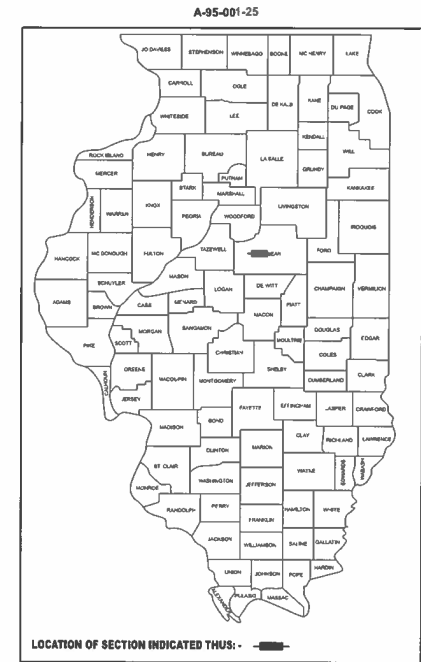 A-95-001-25
JO DAVIES STEPHENSON WINNEBAGO BOONE MC HENRY LAKE
CARROLL OGLE DE KALB KANE DU PAGE COOK
WHITESIDE LEE
KENDALL WILL
ROCK ISLAND HENRY BUREAU LA SALLE GRUNDY
MERCER PUTNAM
STARK MARSHALL KANKAKEE
HENDERSON WARREN KNOX PEORIA WOODFORD LIVINGSTON IROQUOIS
HANCOCK MC DONOUGH FULTON TAZEWELL LEAN FORD
MASON
SCHUYLER LOGAN DE WITT CHAMPAIGN VERMILION
ADAMS BROWN CASS MENARD MACON PIATT
MORGAN SANGAMON DOUGLAS
PIKE SCOTT CHRISTIAN MOULTRIE COLES EDGAR
GREENE MACOUPIN MONTGOMERY SHELBY CUMBERLAND CLARK
CALHOUN JERSEY FAYETTE EFFINGHAM JASPER CRAWFORD
MADISON BOND
CLINTON MARION CLAY RICHLAND LAWRENCE
ST CLAIR WASHINGTON WAYNE EDWARDS WABASH
MONROE JEFFERSON
RANDOLPH PERRY HAMILTON WHITE
FRANKLIN
JACKSON WILLIAMSON SALINE GALLATIN
UNION JOHNSON POPE HARDIN
ALEXANDER PULASKI MASSAC
LOCATION OF SECTION INDICATED THUS: -